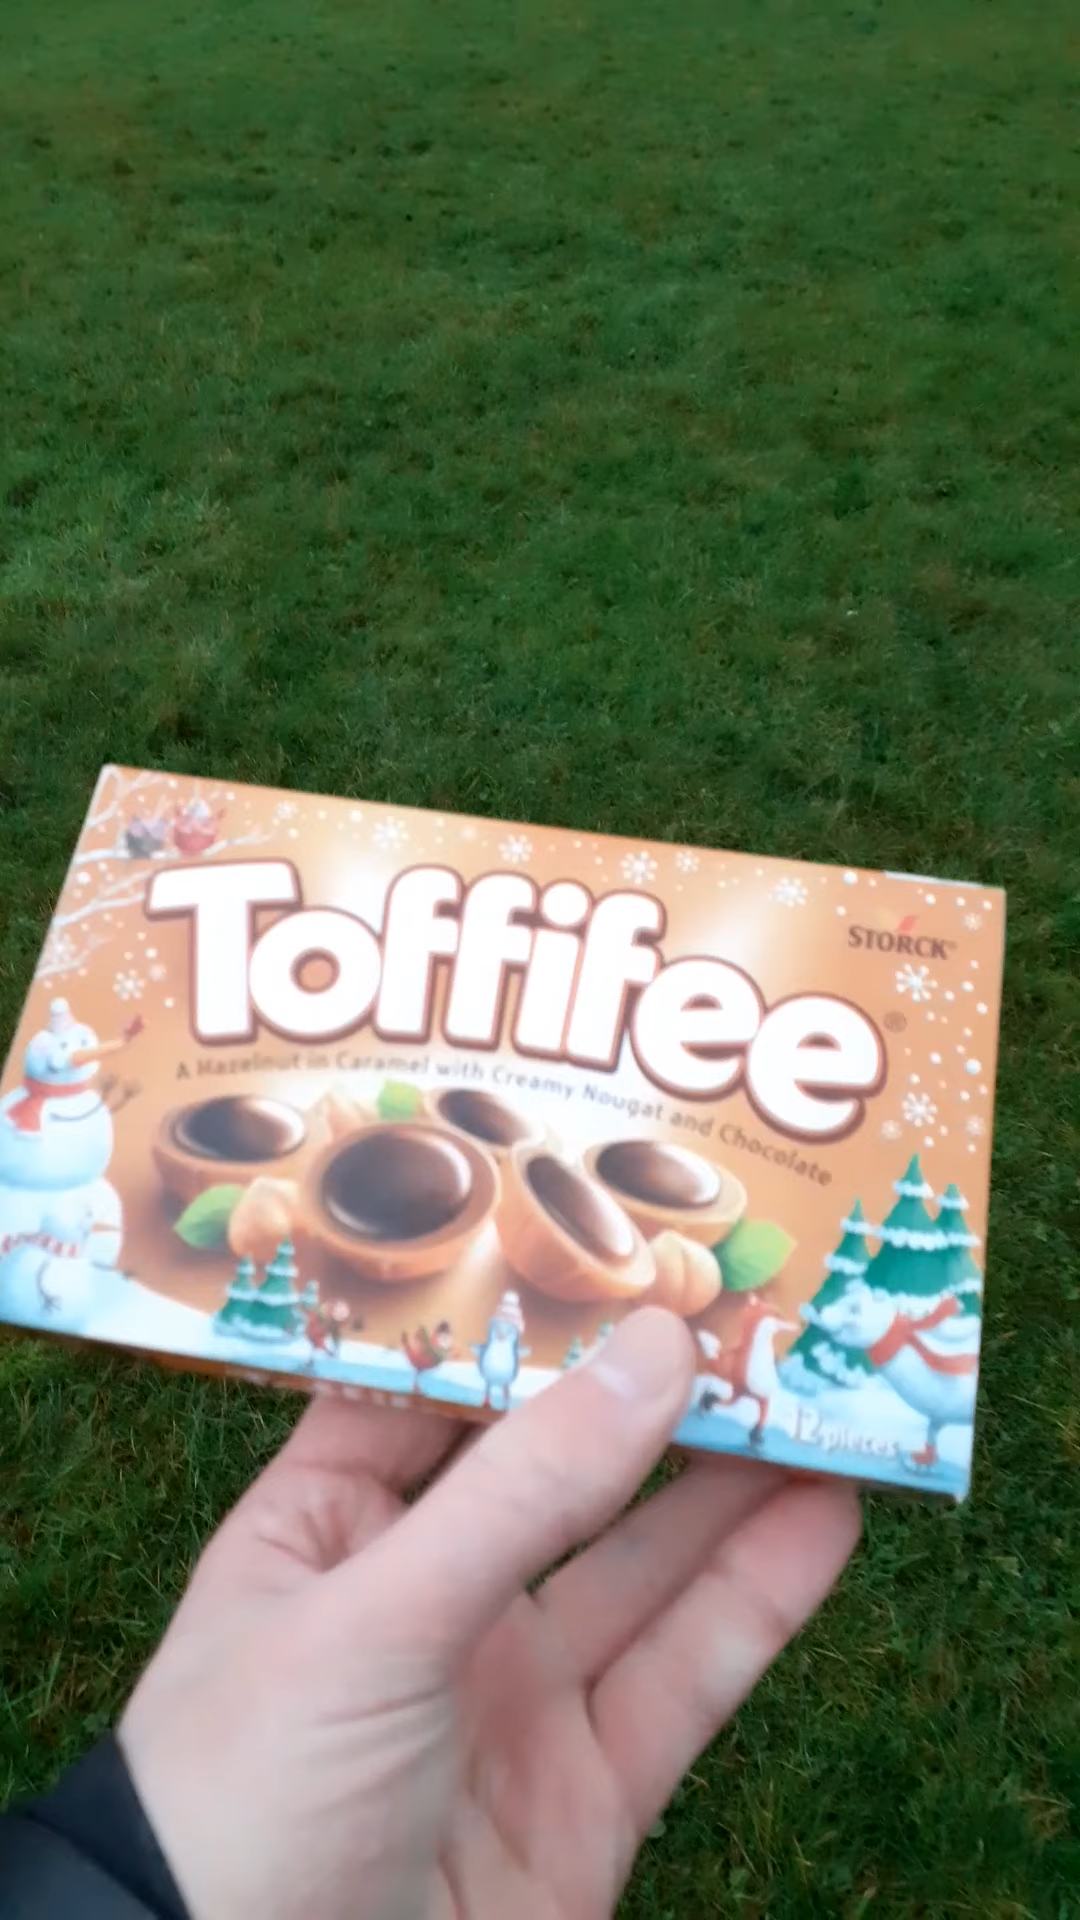 Toffifee®
STORCK®
A Hazelnut in Caramel with Creamy Nougat and Chocolate
12 pieces